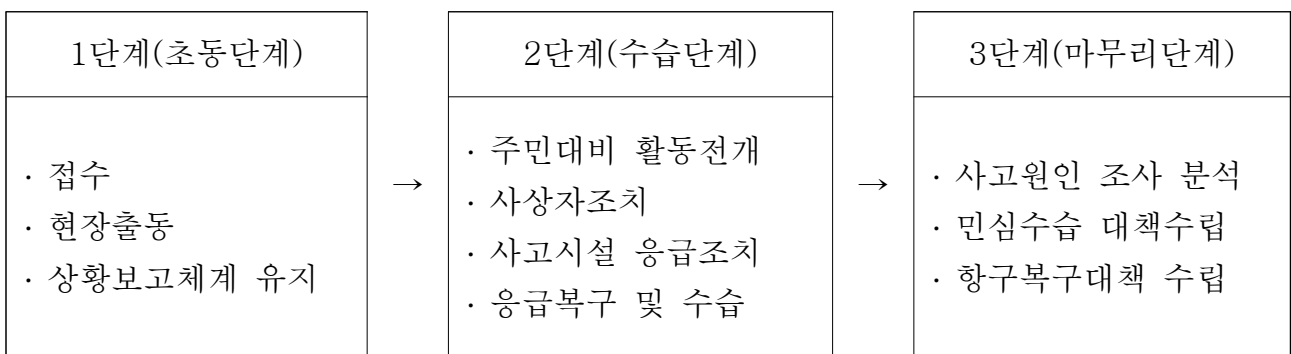 1단계(초동단계)
· 접수
· 현장출동
· 상황보고체계 유지
→
2단계(수습단계)
· 주민대비 활동전개
· 사상자조치
· 사고시설 응급조치
· 응급복구 및 수습
→
3단계(마무리단계)
· 사고원인 조사 분석
· 민심수습 대책수립
· 항구복구대책 수립